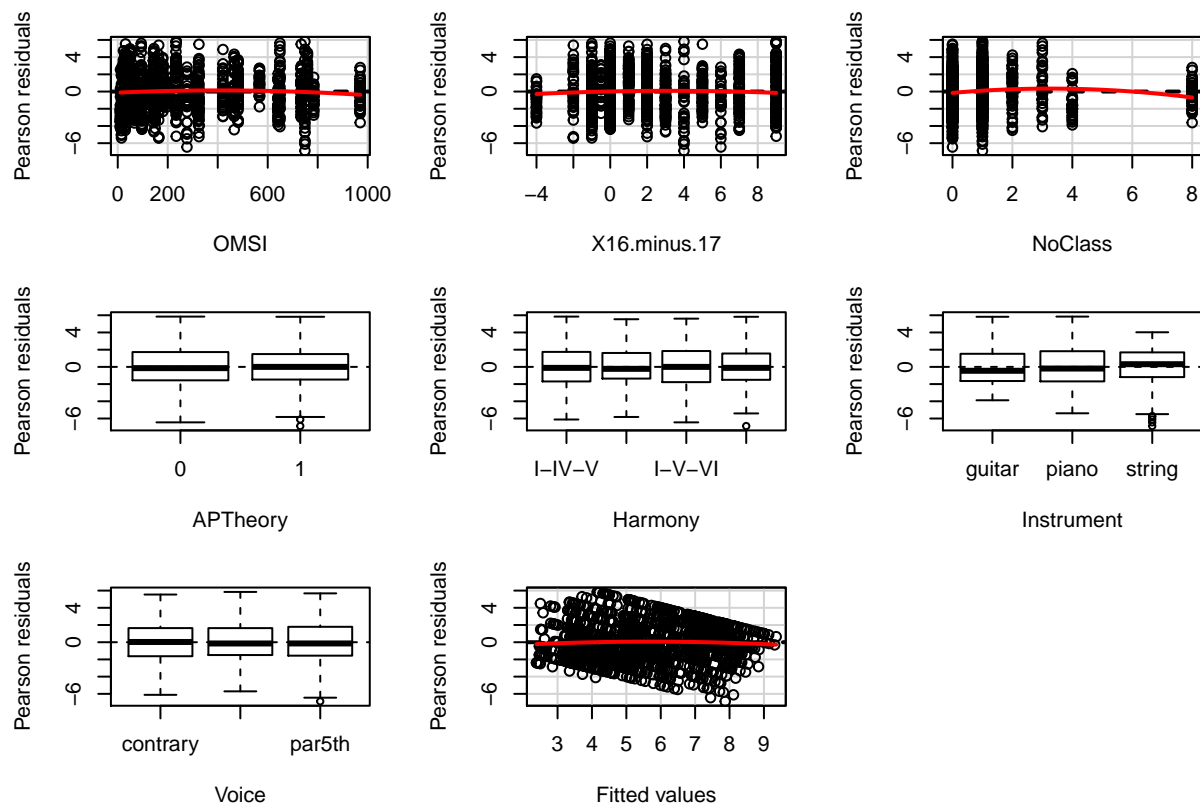 Pearson residuals
−6 0 4
0 200 600 1000
OMSI
Pearson residuals
−6 0 4
−4 0 2 4 6 8
X16.minus.17
Pearson residuals
−6 0 4
0 2 4 6 8
NoClass
Pearson residuals
−6 0 4
0 1
APTheory
Pearson residuals
−6 0 4
I−IV−V I−V−VI
Harmony
Pearson residuals
−6 0 4
guitar piano string
Instrument
Pearson residuals
−6 0 4
contrary par5th
Voice
Pearson residuals
−6 0 4
3 4 5 6 7 8 9
Fitted values